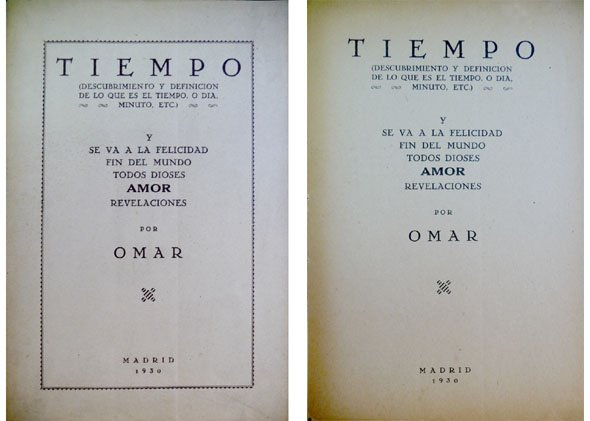 TIEMPO
(DESCUBRIMIENTO Y DEFINICION
DE LO QUE ES EL TIEMPO, O DIA,
MINUTO, ETC.)
Y
SE VA A LA FELICIDAD
FIN DEL MUNDO
TODOS DIOSES
AMOR
REVELACIONES
POR
OMAR
MADRID
1930
TIEMPO
(DESCUBRIMIENTO Y DEFINICION
DE LO QUE ES EL TIEMPO, O DIA,
MINUTO, ETC.)
Y
SE VA A LA FELICIDAD
FIN DEL MUNDO
TODOS DIOSES
AMOR
REVELACIONES
POR
OMAR
MADRID
1930